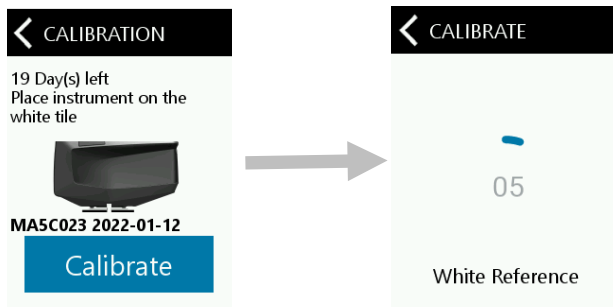 CALIBRATION
19 Day(s) left
Place instrument on the
white tile
MA5C023 2022-01-12
Calibrate
CALIBRATE
05
White Reference